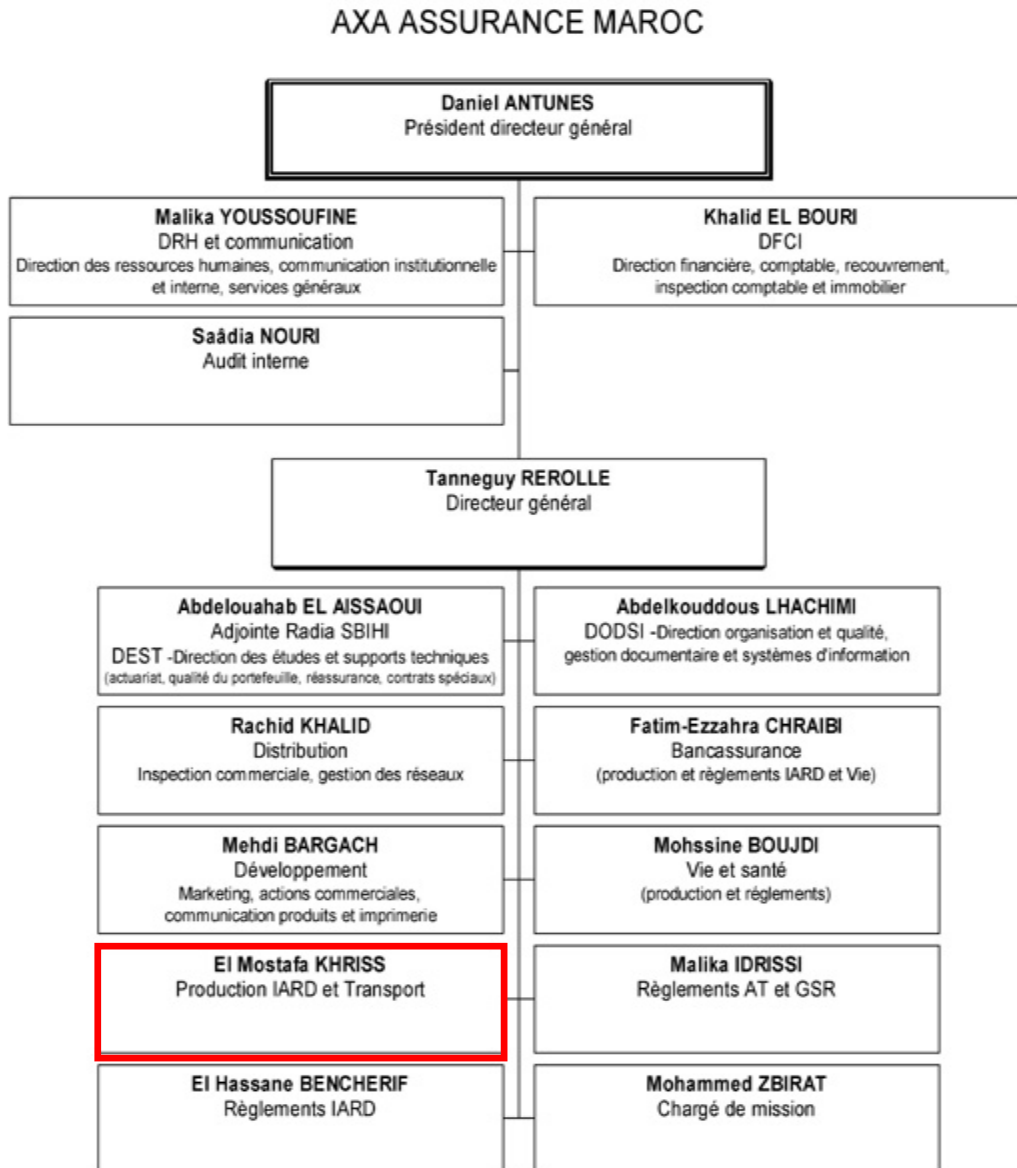 AXA ASSURANCE MAROC
Daniel ANTUNES
Président directeur général
Malika YOUSSOUFINE
DRH et communication
Direction des ressources humaines, communication institutionnelle
et interne, services généraux
Khalid EL BOURI
DFCI
Direction financière, comptable, recouvrement,
inspection comptable et immobilier
Saâdia NOURI
Audit interne
Tanneguy REROLLE
Directeur général
Abdelouahab EL AISSAOUI
Adjointe Radia SBIHI
DEST -Direction des études et supports techniques
(actuariat, qualité du portefeuille, réassurance, contrats spéciaux)
Abdelkouddous LHACHIMI
DODSI -Direction organisation et qualité,
gestion documentaire et systèmes d'information
Rachid KHALID
Distribution
Inspection commerciale, gestion des réseaux
Fatim-Ezzahra CHRAIBI
Bancassurance
(production et règlements IARD et Vie)
Mehdi BARGACH
Développement
Marketing, actions commerciales,
communication produits et imprimerie
Mohssine BOUJDI
Vie et santé
(production et réglements)
El Mostafa KHRISS
Production IARD et Transport
Malika IDRISSI
Règlements AT et GSR
El Hassane BENCHERIF
Règlements IARD
Mohammed ZBIRAT
Chargé de mission